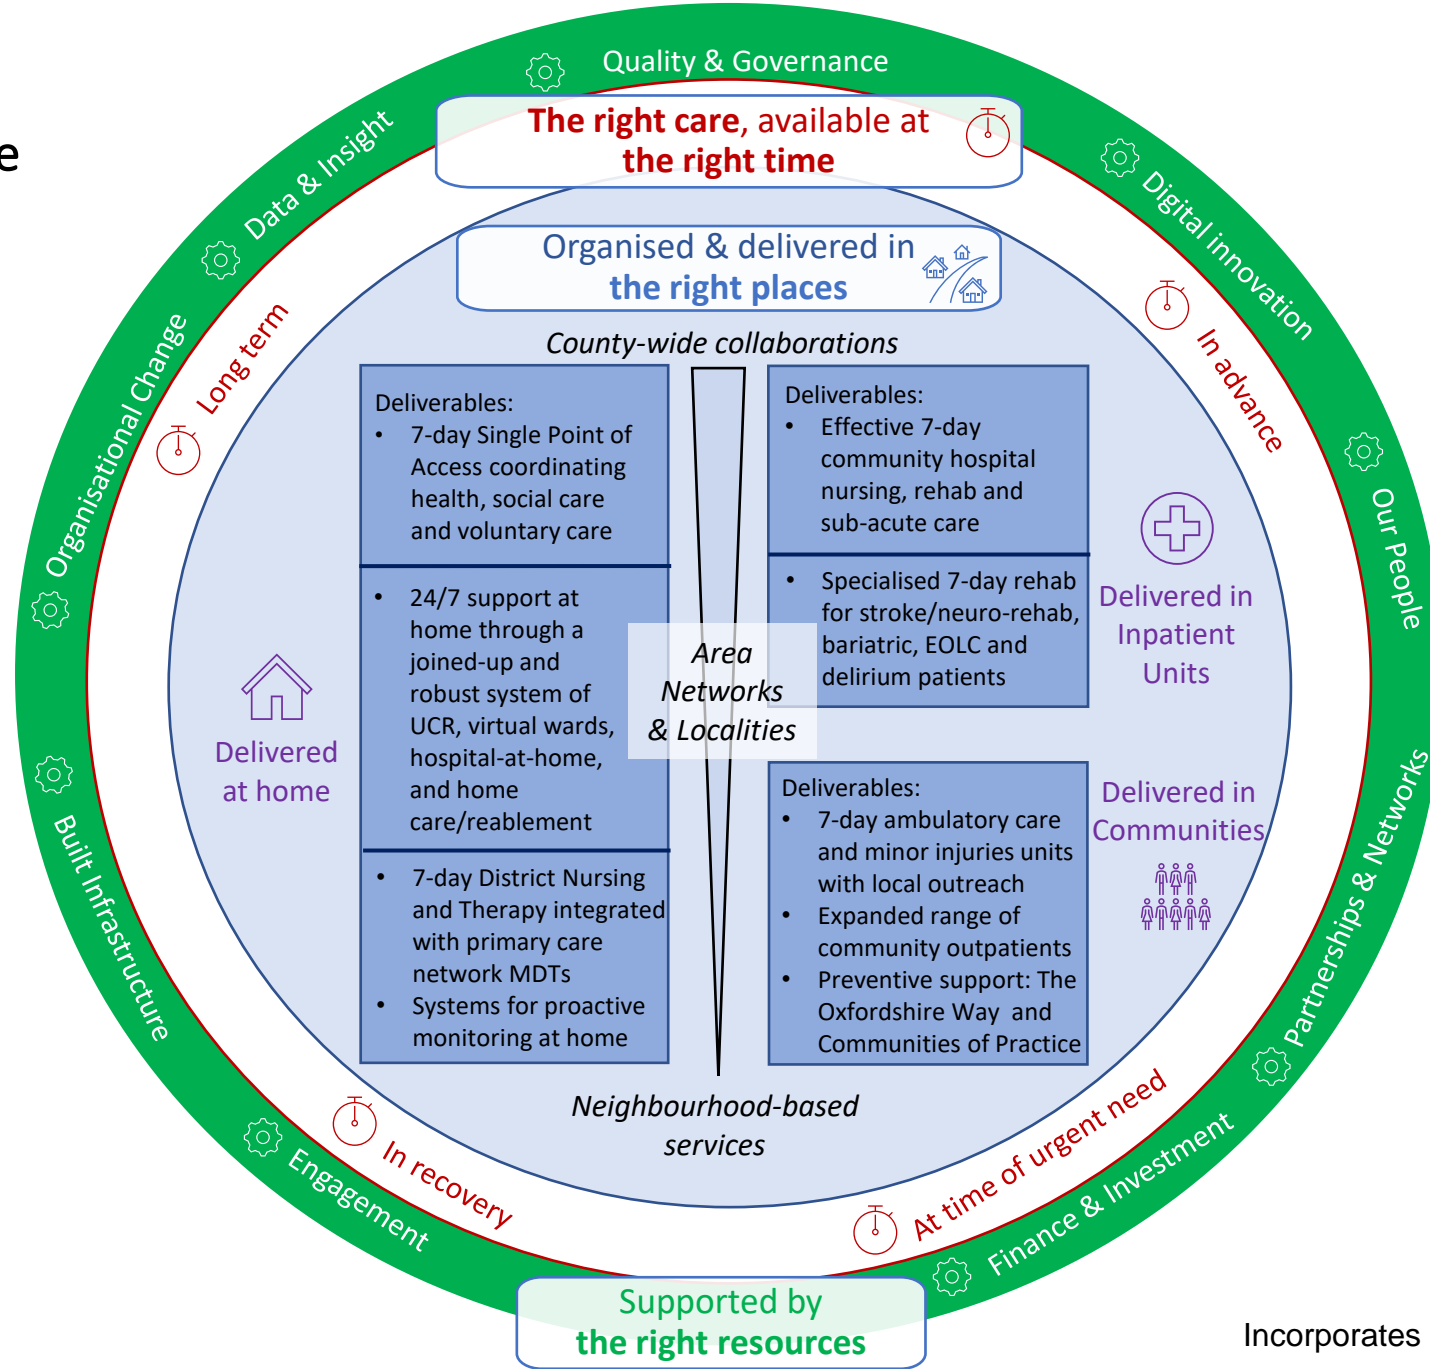 e
Quality & Governance
Data & Insight
Digital innovation
Organisational Change
Our People
Built Infrastructure
Partnerships & Networks
Engagement
Finance & Investment
The right care, available at
the right time
Long term
In advance
In recovery
At time of urgent need
Organised & delivered in
the right places
County-wide collaborations
Deliverables:
• 7-day Single Point of
Access coordinating
health, social care
and voluntary care
• 24/7 support at
home through a
joined-up and
robust system of
UCR, virtual wards,
hospital-at-home,
and home
care/reablement
• 7-day District Nursing
and Therapy integrated
with primary care
network MDTs
• Systems for proactive
monitoring at home
Delivered
at home
Area
Networks
& Localities
Deliverables:
• Effective 7-day
community hospital
nursing, rehab and
sub-acute care
• Specialised 7-day rehab
for stroke/neuro-rehab,
bariatric, EOLC and
delirium patients
Delivered in
Inpatient
Units
Deliverables:
• 7-day ambulatory care
and minor injuries units
with local outreach
• Expanded range of
community outpatients
• Preventive support: The
Oxfordshire Way and
Communities of Practice
Delivered in
Communities
Neighbourhood-based
services
Supported by
the right resources
Incorporates